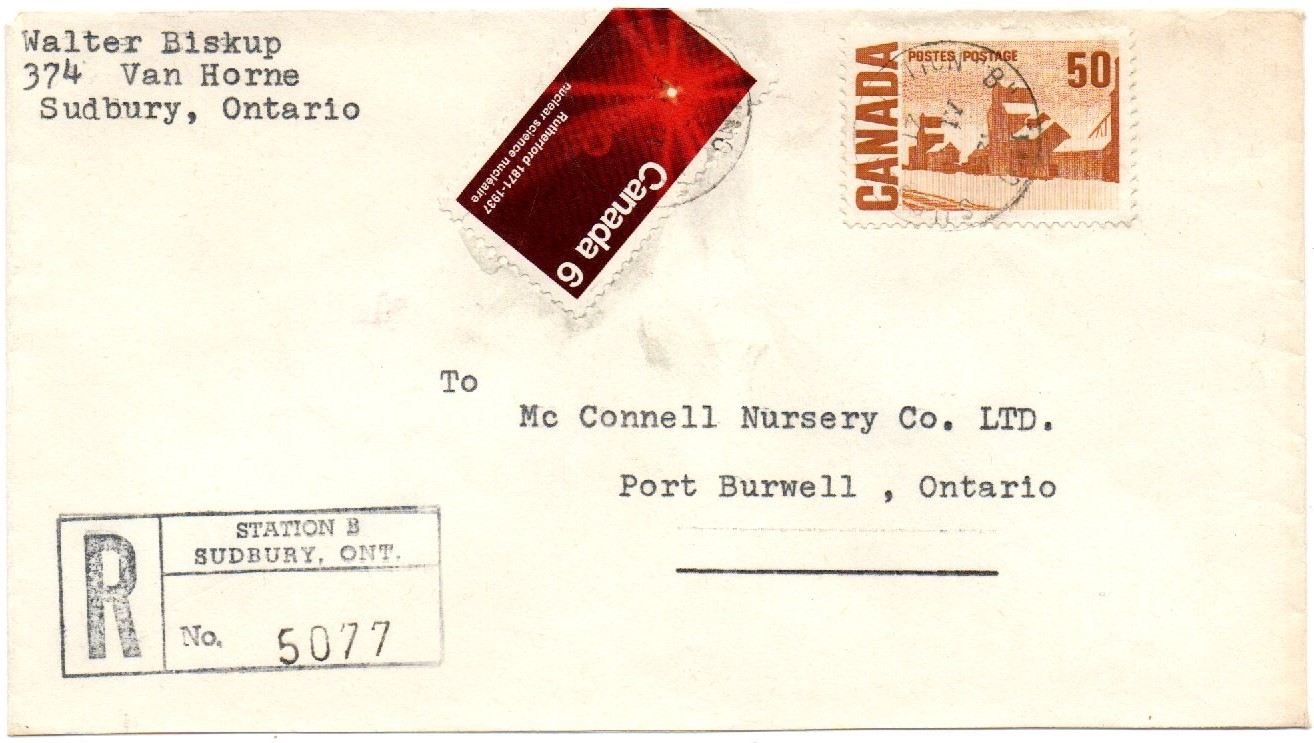 Walter Biskup
374 Van Horne
Sudbury, Ontario
Canada 6
Rutherford 1871-1937
nuclear science nucléaire
CANADA
POSTES POSTAGE
50
To
Mc Connell Nursery Co. LTD.
Port Burwell , Ontario
R
STATION B
SUDBURY, ONT.
No. 5077